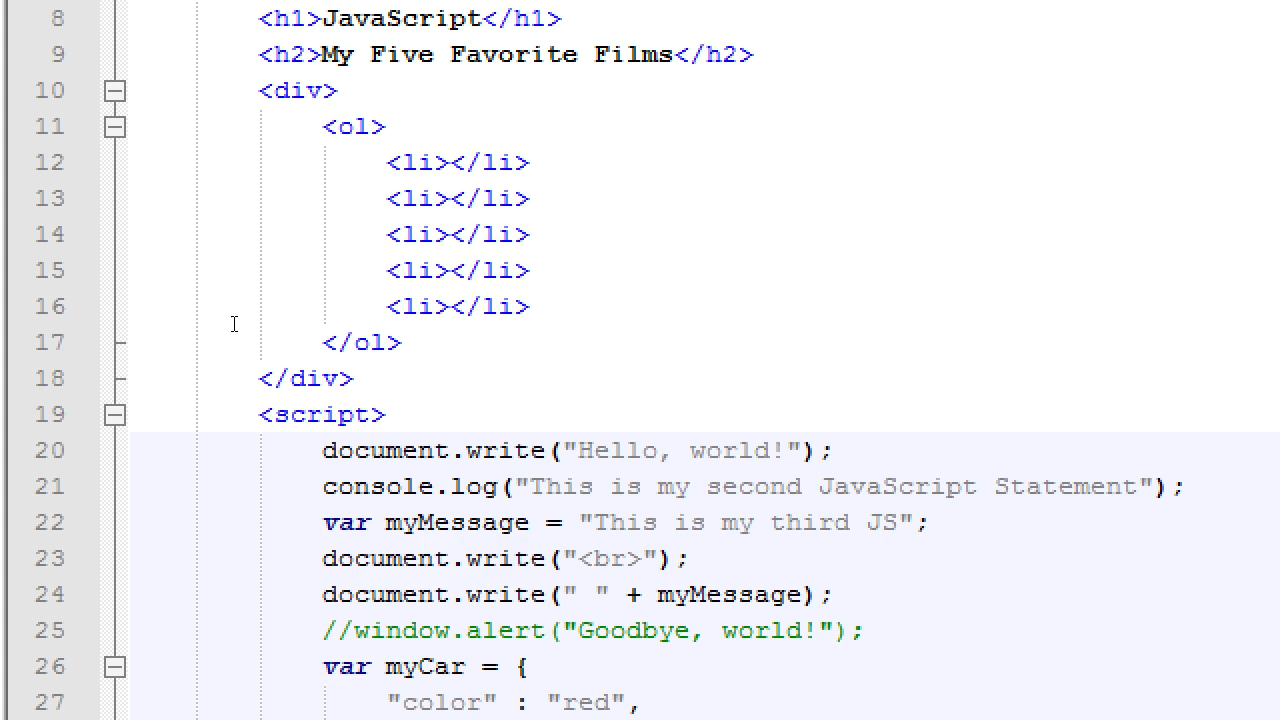 8 <h1>JavaScript</h1>
9 <h2>My Five Favorite Films</h2>
10 <div>
11 <ol>
12 <li></li>
13 <li></li>
14 <li></li>
15 <li></li>
16 <li></li>
17 </ol>
18 </div>
19 <script>
20 document.write("Hello, world!");
21 console.log("This is my second JavaScript Statement");
22 var myMessage = "This is my third JS";
23 document.write("<br>");
24 document.write(" " + myMessage);
25 //window.alert("Goodbye, world!");
26 var myCar = {
27 "color" : "red",